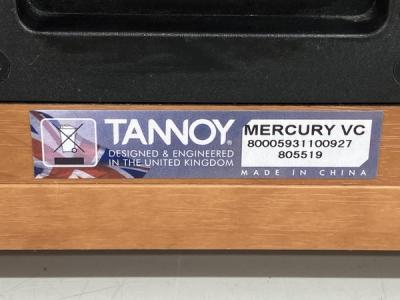 TANNOY®
DESIGNED & ENGINEERED
IN THE UNITED KINGDOM
MERCURY VC
80005931100927
805519
MADE IN CHINA